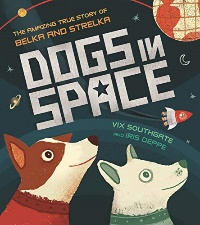 THE AMAZING TRUE STORY OF
BELKA AND STRELKA
DOGS IN
SPACE
VIX SOUTHGATE
AND IRIS DEPPE